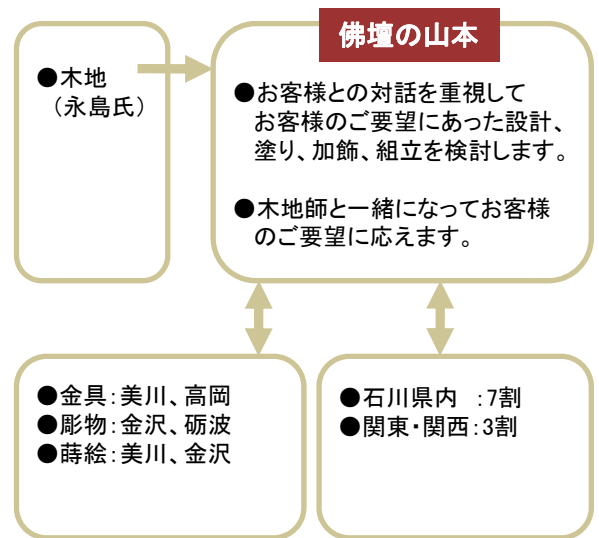 佛壇の山本
●木地
（永島氏）
●お客様との対話を重視して
お客様のご要望にあった設計、
塗り、加飾、組立を検討します。
●木地師と一緒になってお客様
のご要望に応えます。
●金具：美川、高岡
●彫物：金沢、砺波
●蒔絵：美川、金沢
●石川県内　：7割
●関東・関西：3割